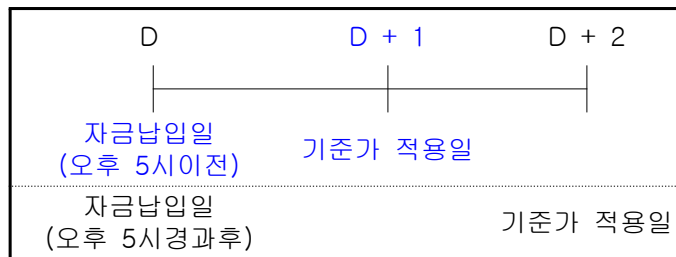 D D + 1 D + 2
자금납입일
(오후 5시이전)
기준가 적용일
자금납입일
(오후 5시경과후)
기준가 적용일